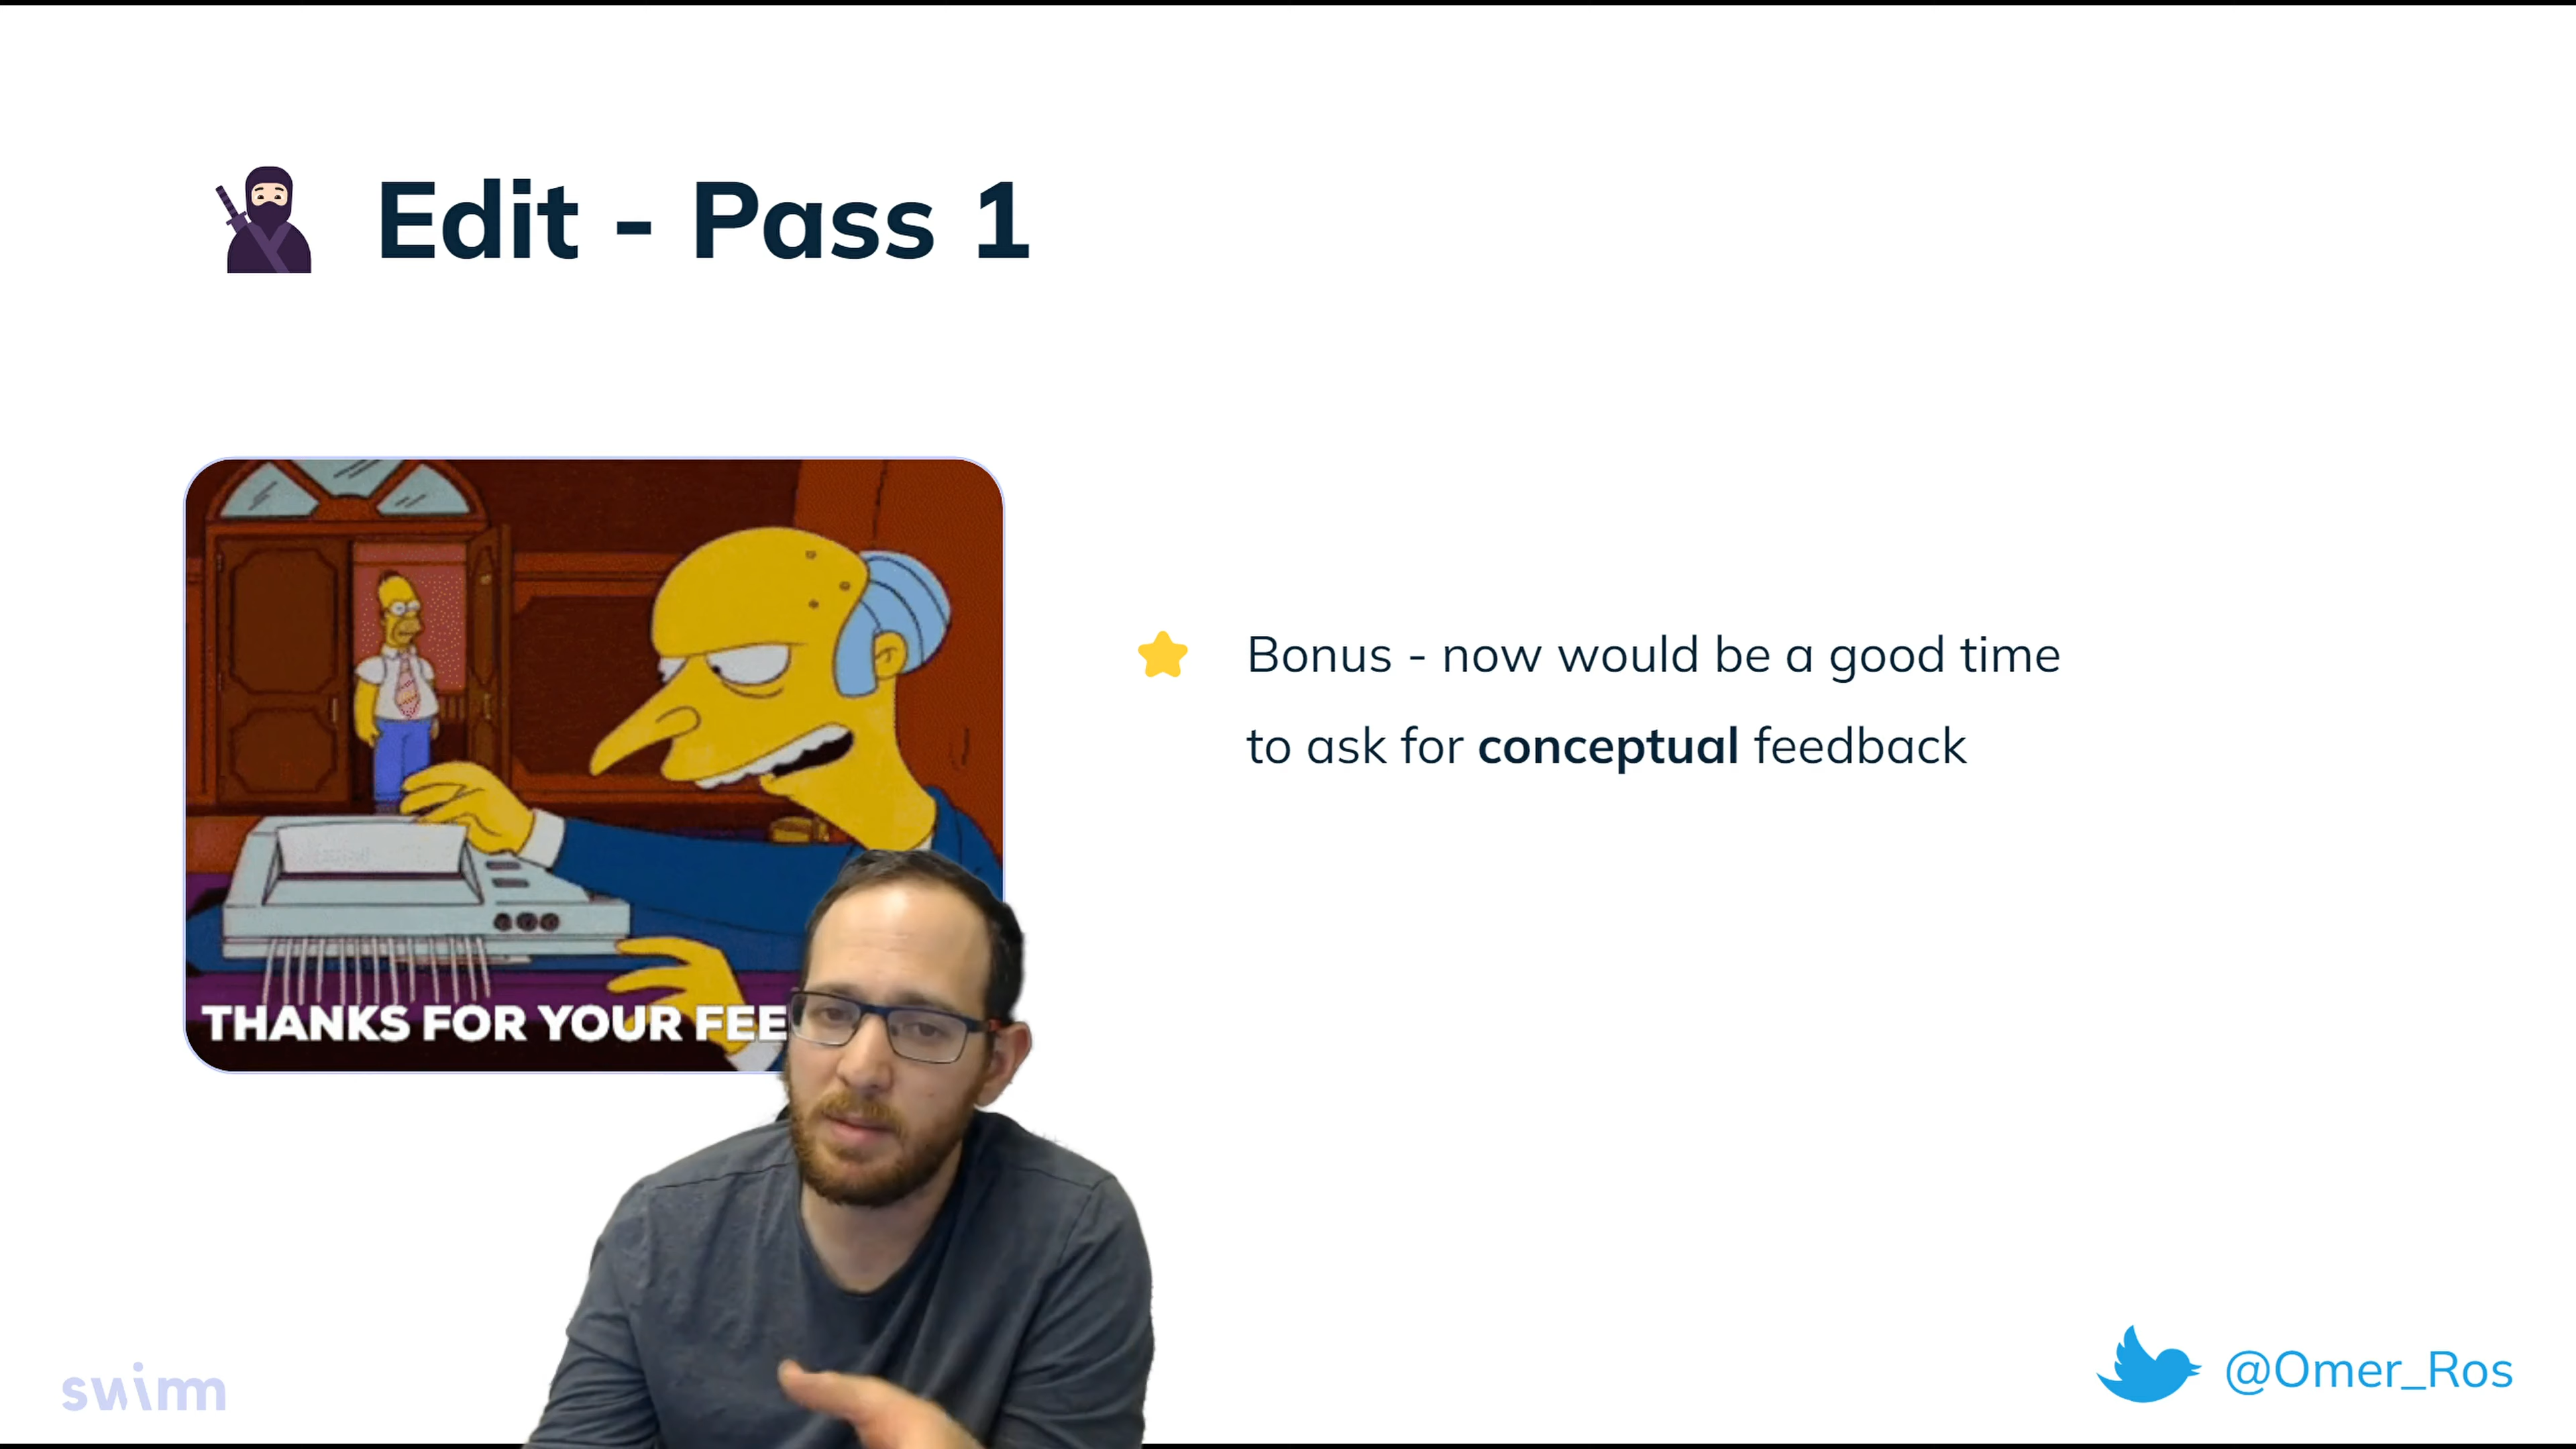 Edit - Pass 1
THANKS FOR YOUR FEE
Bonus - now would be a good time
to ask for conceptual feedback
swimm
@Omer_Ros